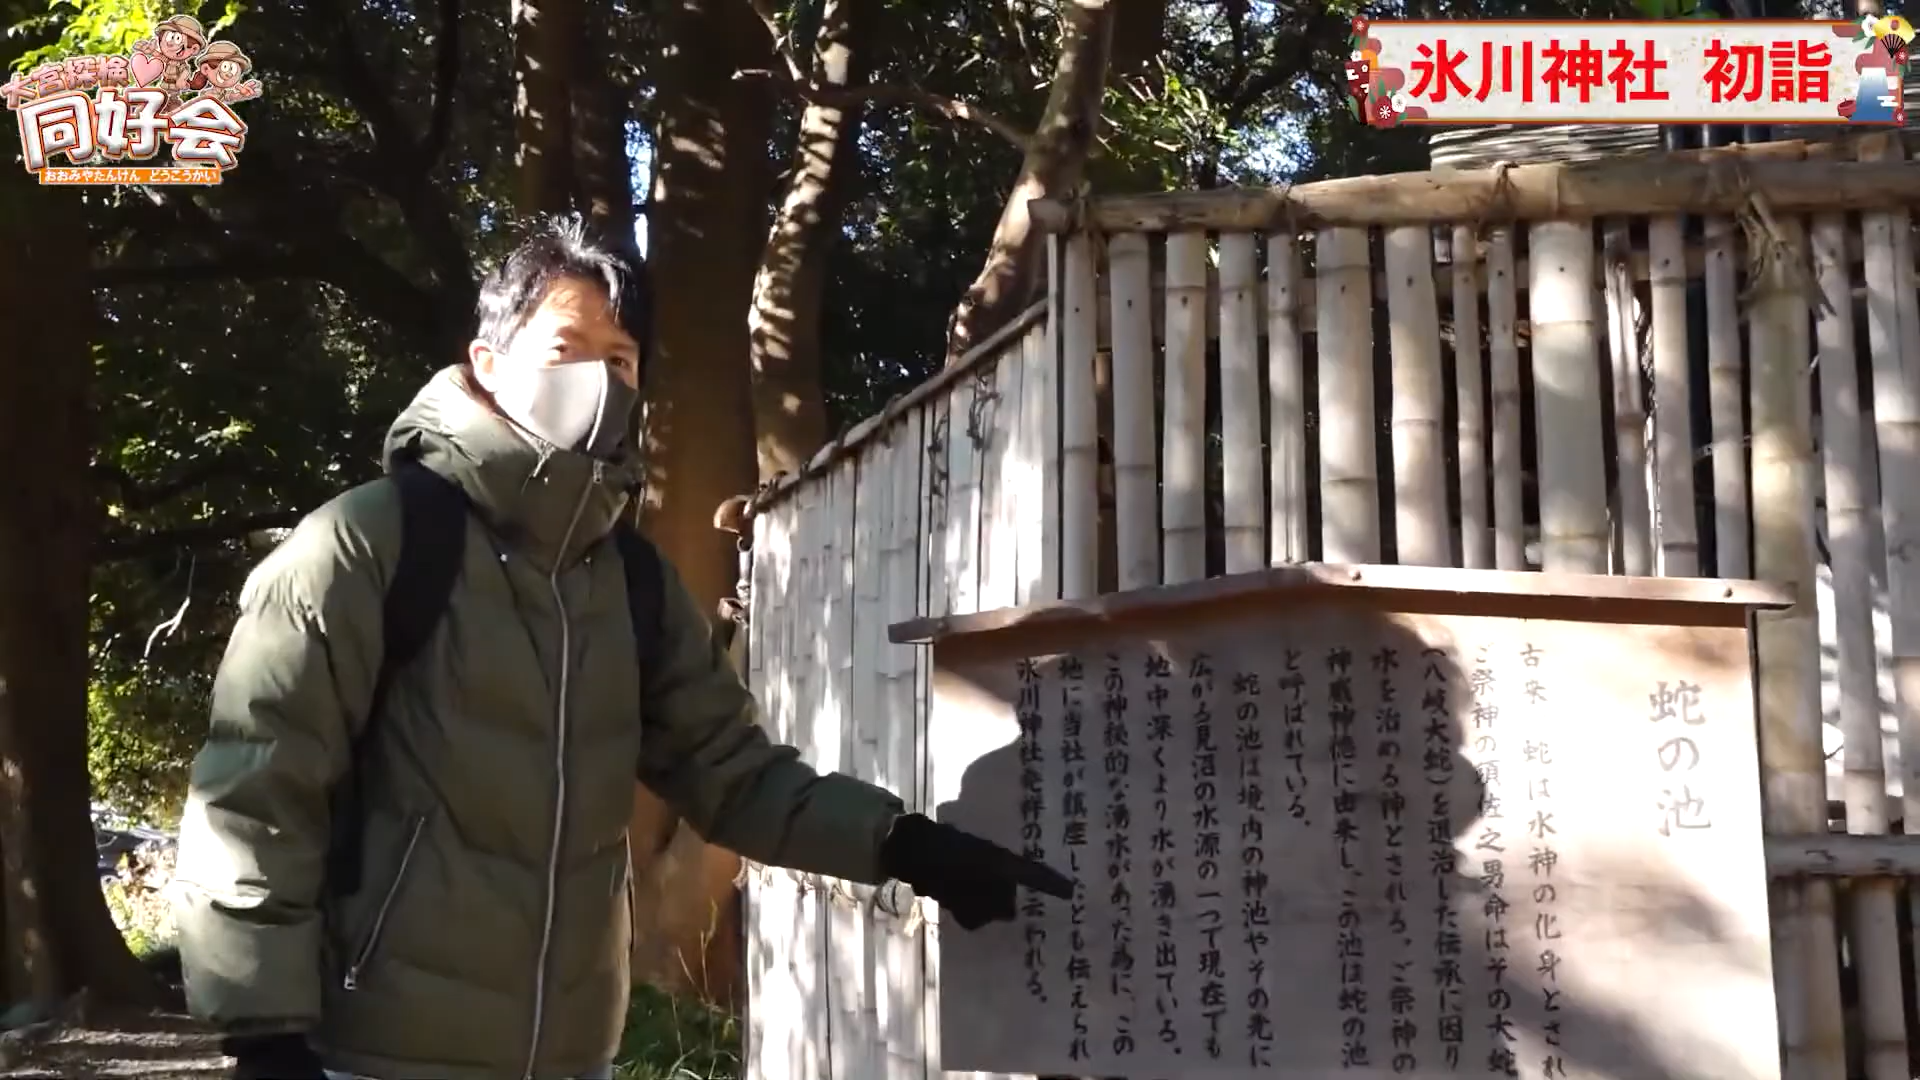 大宮探検
同好会
おおみやたんけん どうこうかい
氷川神社 初詣
蛇の池
古来 蛇は水神の化身とされ
ご祭神の須佐之男命はその大蛇
(八岐大蛇)を退治した伝承に因り
水を治める神とされる。ご祭神の
神威神徳に由来し、この池は蛇の池
と呼ばれている。
蛇の池は境内の神池やその先に
広がる見沼の水源の一つで現在でも
地中深くより水が湧き出ている。
この神秘的な湧水があった為に、この
地に当社が鎮座したとも伝えられ
氷川神社発祥の地 云われる。